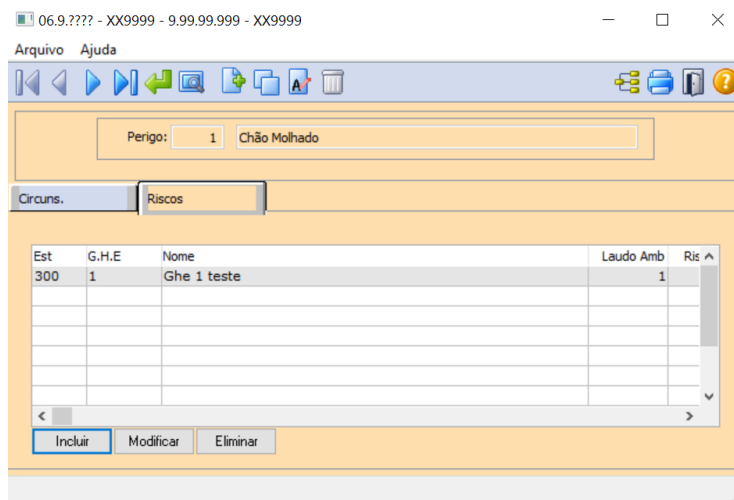 06.9.???? - XX9999 - 9.99.99.999 - XX9999
Arquivo Ajuda
Perigo: 1 Chão Molhado
Circuns. Riscos
Est G.H.E Nome Laudo Amb Ris
300 1 Ghe 1 teste 1
Incluir Modificar Eliminar